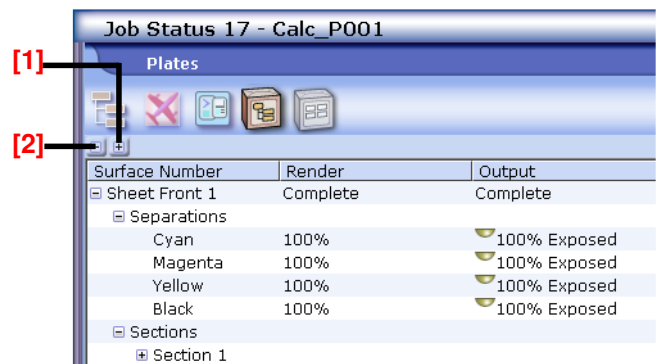 Job Status 17 - Calc_P001
[1]
Plates
[2]
Surface Number Render Output
Sheet Front 1 Complete Complete
Separations
Cyan 100% 100% Exposed
Magenta 100% 100% Exposed
Yellow 100% 100% Exposed
Black 100% 100% Exposed
Sections
Section 1